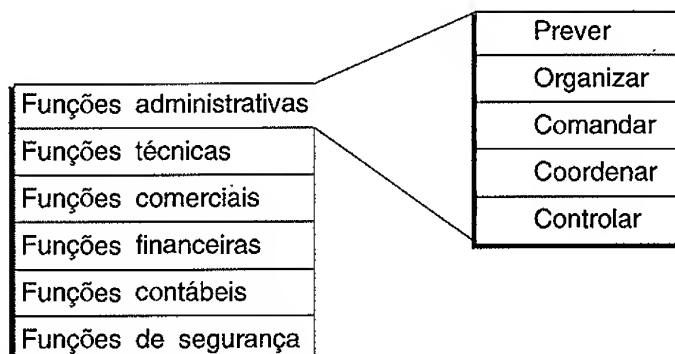 Prever
Organizar
Comandar
Coordenar
Controlar
Funções administrativas
Funções técnicas
Funções comerciais
Funções financeiras
Funções contábeis
Funções de segurança